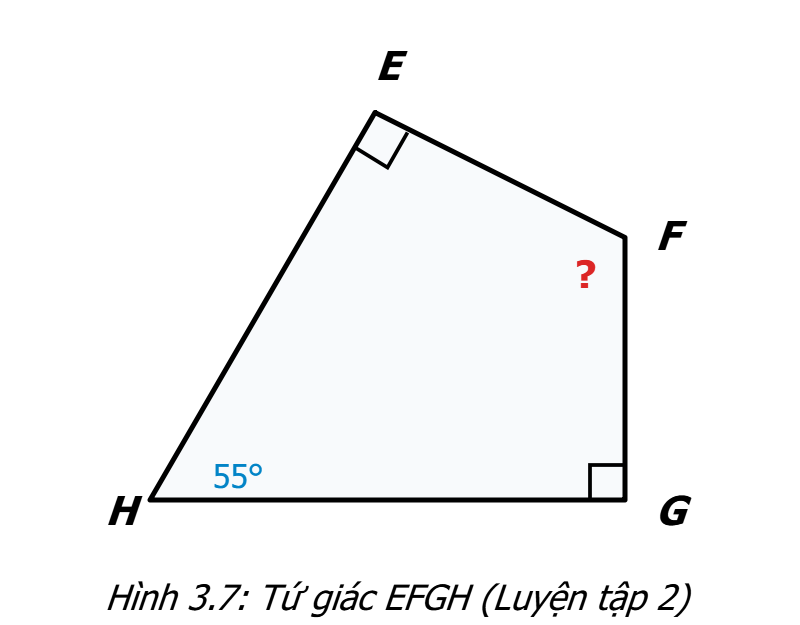 E
F
?
55°
H
G
Hình 3.7: Tứ giác EFGH (Luyện tập 2)